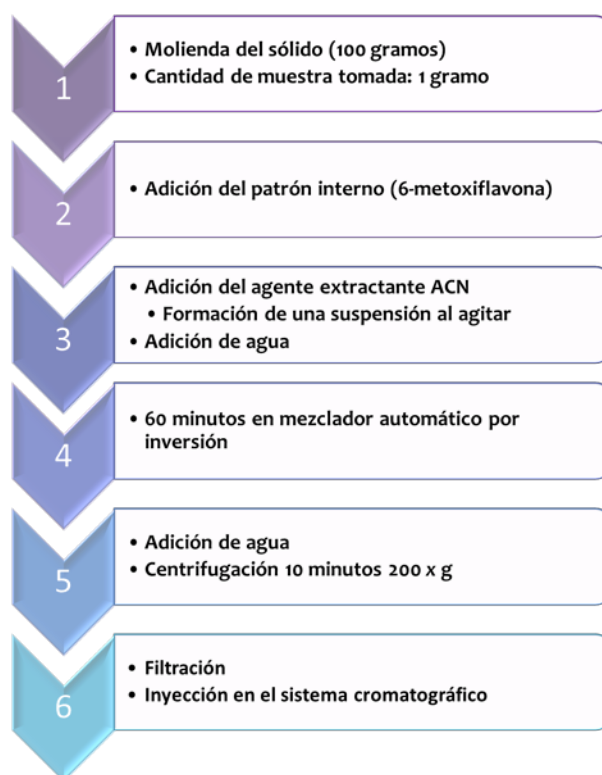 1
• Molienda del sólido (100 gramos)
• Cantidad de muestra tomada: 1 gramo
2
• Adición del patrón interno (6-metoxiflavona)
3
• Adición del agente extractante ACN
• Formación de una suspensión al agitar
• Adición de agua
4
• 60 minutos en mezclador automático por
inversión
5
• Adición de agua
• Centrifugación 10 minutos 200 x g
6
• Filtración
• Inyección en el sistema cromatográfico